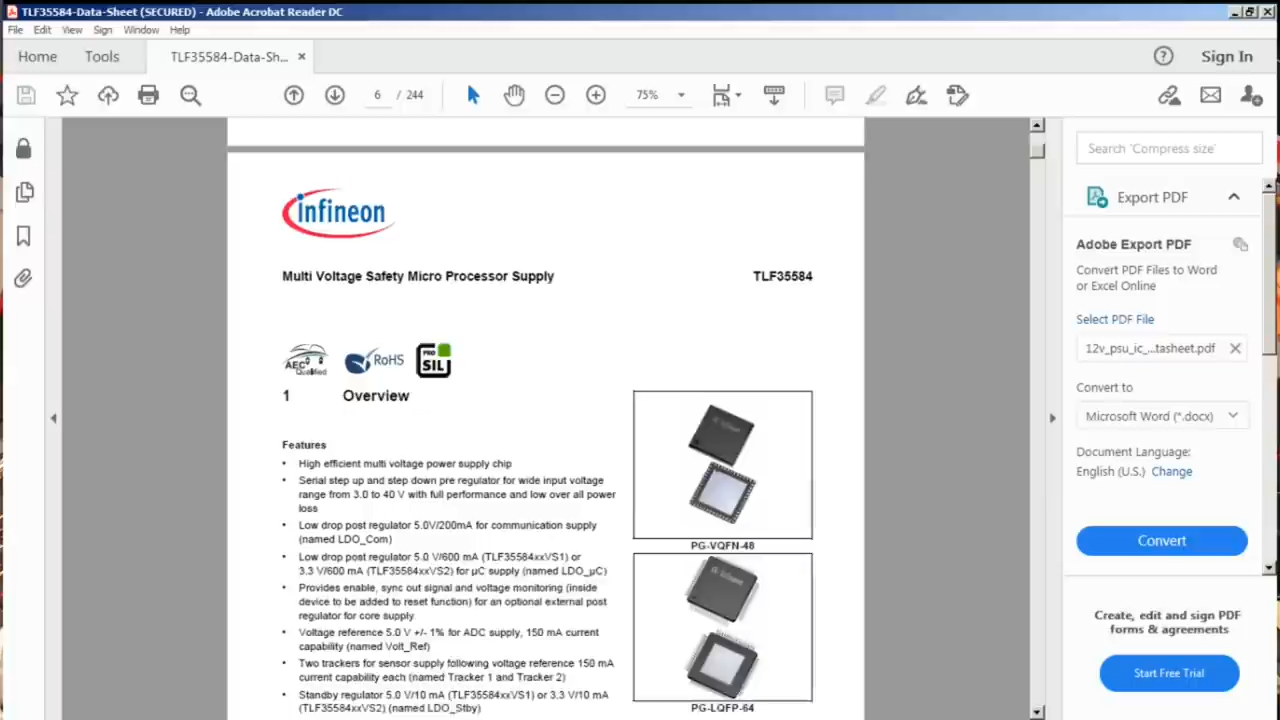 TLF35584-Data-Sheet (SECURED) - Adobe Acrobat Reader DC
File Edit View Sign Window Help
Home Tools TLF35584-Data-Sh... ×
Sign In
6 / 244
75%
Search 'Compress size'
infineon
Export PDF
Adobe Export PDF
Multi Voltage Safety Micro Processor Supply TLF35584
Convert PDF Files to Word
or Excel Online
Select PDF File
12v_psu_ic_...tasheet.pdf
AEC
Qualified
RoHS
PRO
SIL
Convert to
Microsoft Word (*.docx)
1 Overview
Document Language:
English (U.S.) Change
Features
• High efficient multi voltage power supply chip
• Serial step up and step down pre regulator for wide input voltage
range from 3.0 to 40 V with full performance and low over all power
loss
• Low drop post regulator 5.0V/200mA for communication supply
(named LDO_Com)
• Low drop post regulator 5.0 V/600 mA (TLF35584xxVS1) or
3.3 V/600 mA (TLF35584xxVS2) for µC supply (named LDO_µC)
• Provides enable, sync out signal and voltage monitoring (inside
device to be added to reset function) for an optional external post
regulator for core supply
• Voltage reference 5.0 V +/- 1% for ADC supply, 150 mA current
capability (named Volt_Ref)
• Two trackers for sensor supply following voltage reference 150 mA
current capability each (named Tracker 1 and Tracker 2)
• Standby regulator 5.0 V/10 mA (TLF35584xxVS1) or 3.3 V/10 mA
(TLF35584xxVS2) (named LDO_Stby)
PG-VQFN-48
PG-LQFP-64
Convert
Create, edit and sign PDF
forms & agreements
Start Free Trial